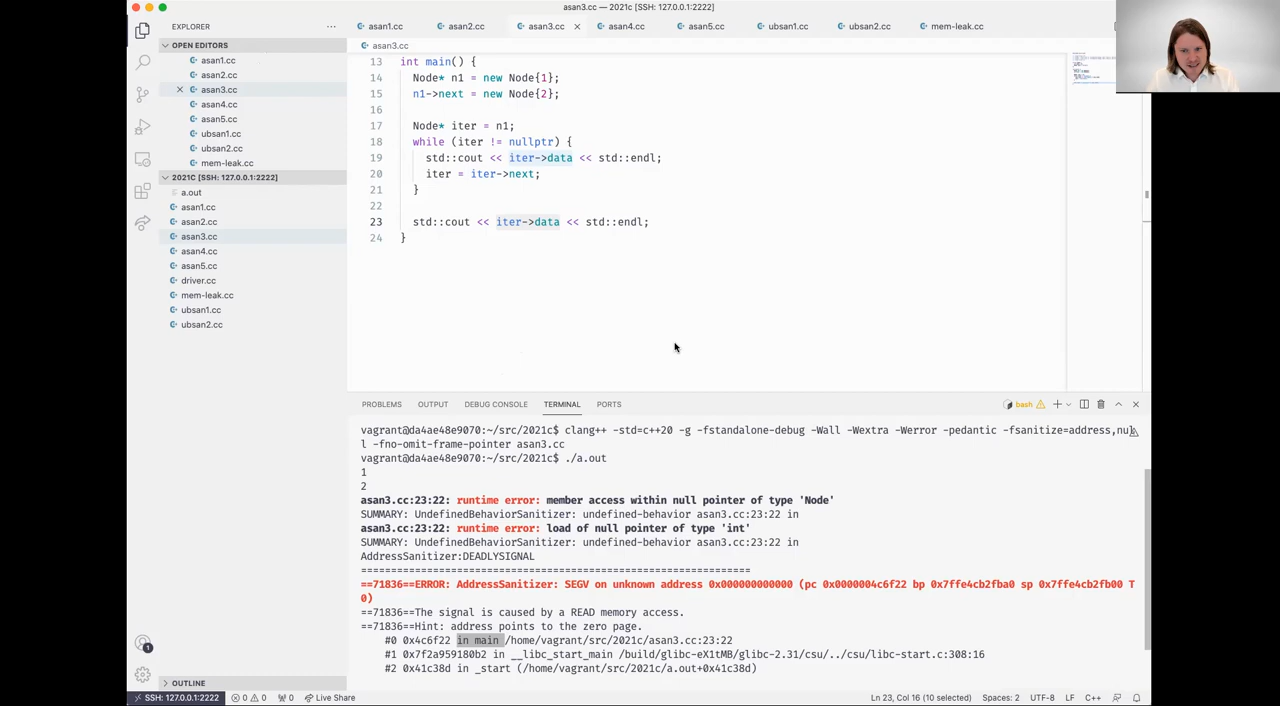 asan3.cc — 2021c [SSH: 127.0.0.1:2222]
EXPLORER
asan1.cc asan2.cc asan3.cc asan4.cc asan5.cc ubsan1.cc ubsan2.cc mem-leak.cc
OPEN EDITORS
asan1.cc
asan2.cc
asan3.cc
asan4.cc
asan5.cc
ubsan1.cc
ubsan2.cc
mem-leak.cc
2021C [SSH: 127.0.0.1:2222]
a.out
asan1.cc
asan2.cc
asan3.cc
asan4.cc
asan5.cc
driver.cc
mem-leak.cc
ubsan1.cc
ubsan2.cc
OUTLINE
asan3.cc
13 int main() {
14 Node* n1 = new Node{1};
15 n1->next = new Node{2};
16
17 Node* iter = n1;
18 while (iter != nullptr) {
19 std::cout << iter->data << std::endl;
20 iter = iter->next;
21 }
22
23 std::cout << iter->data << std::endl;
24 }
PROBLEMS OUTPUT DEBUG CONSOLE TERMINAL PORTS bash
vagrant@da4ae48e9070:~/src/2021c$ clang++ -std=c++20 -g -fstandalone-debug -Wall -Wextra -Werror -pedantic -fsanitize=address,nul
l -fno-omit-frame-pointer asan3.cc
vagrant@da4ae48e9070:~/src/2021c$ ./a.out
1
2
asan3.cc:23:22: runtime error: member access within null pointer of type 'Node'
SUMMARY: UndefinedBehaviorSanitizer: undefined-behavior asan3.cc:23:22 in
asan3.cc:23:22: runtime error: load of null pointer of type 'int'
SUMMARY: UndefinedBehaviorSanitizer: undefined-behavior asan3.cc:23:22 in
AddressSanitizer:DEADLYSIGNAL
=================================================================
==71836==ERROR: AddressSanitizer: SEGV on unknown address 0x000000000000 (pc 0x0000004c6f22 bp 0x7ffe4cb2fba0 sp 0x7ffe4cb2fb00 T
0)
==71836==The signal is caused by a READ memory access.
==71836==Hint: address points to the zero page.
#0 0x4c6f22 in main /home/vagrant/src/2021c/asan3.cc:23:22
#1 0x7f2a959180b2 in __libc_start_main /build/glibc-eX1tMB/glibc-2.31/csu/../csu/libc-start.c:308:16
#2 0x41c38d in _start (/home/vagrant/src/2021c/a.out+0x41c38d)
1
SSH: 127.0.0.1:2222 0 0 0 Live Share Ln 23, Col 16 (10 selected) Spaces: 2 UTF-8 LF C++